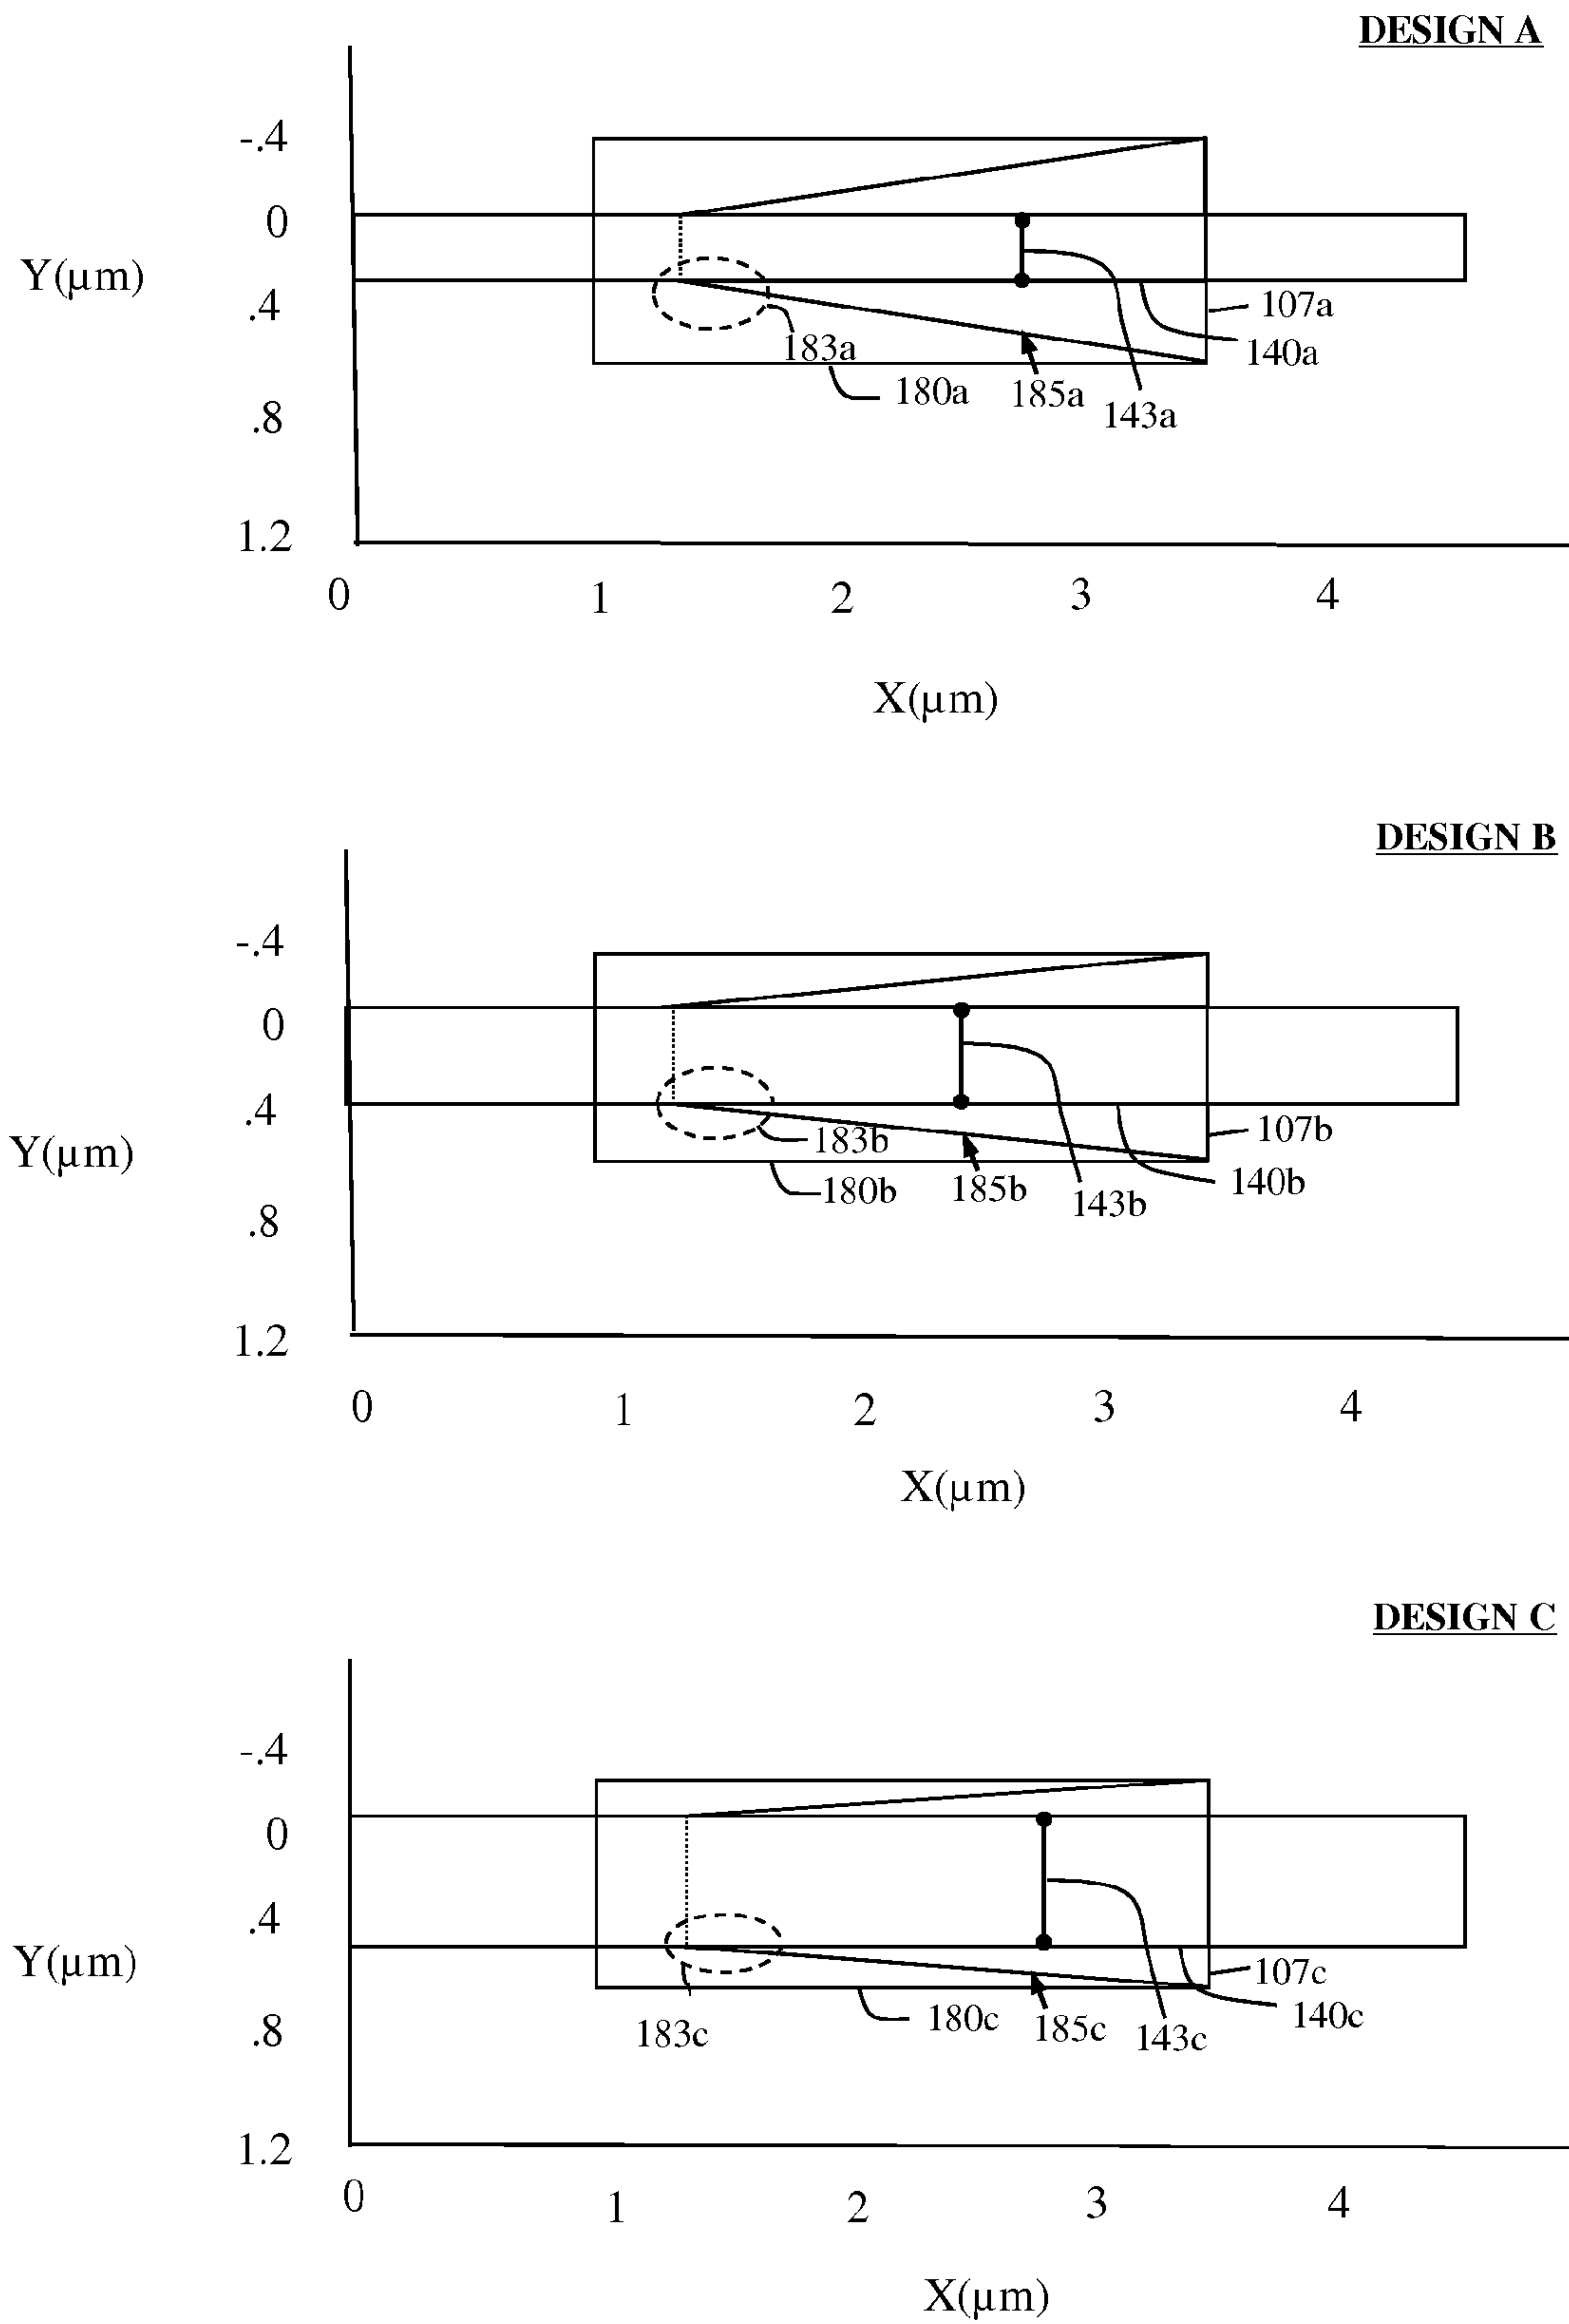 DESIGN A
-.4
0
Y(µm)
.4
107a
183a
140a
180a
185a
143a
.8
1.2
0 1 2 3 4
X(µm)
DESIGN B
-.4
0
.4
107b
183b
Y(µm)
180b
185b
143b
140b
.8
1.2
0 1 2 3 4
X(µm)
DESIGN C
-.4
0
.4
Y(µm)
107c
183c
180c
185c
143c
140c
.8
1.2
0 1 2 3 4
X(µm)